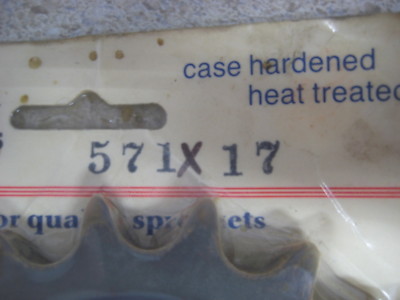 case hardened
heat treated
571X17